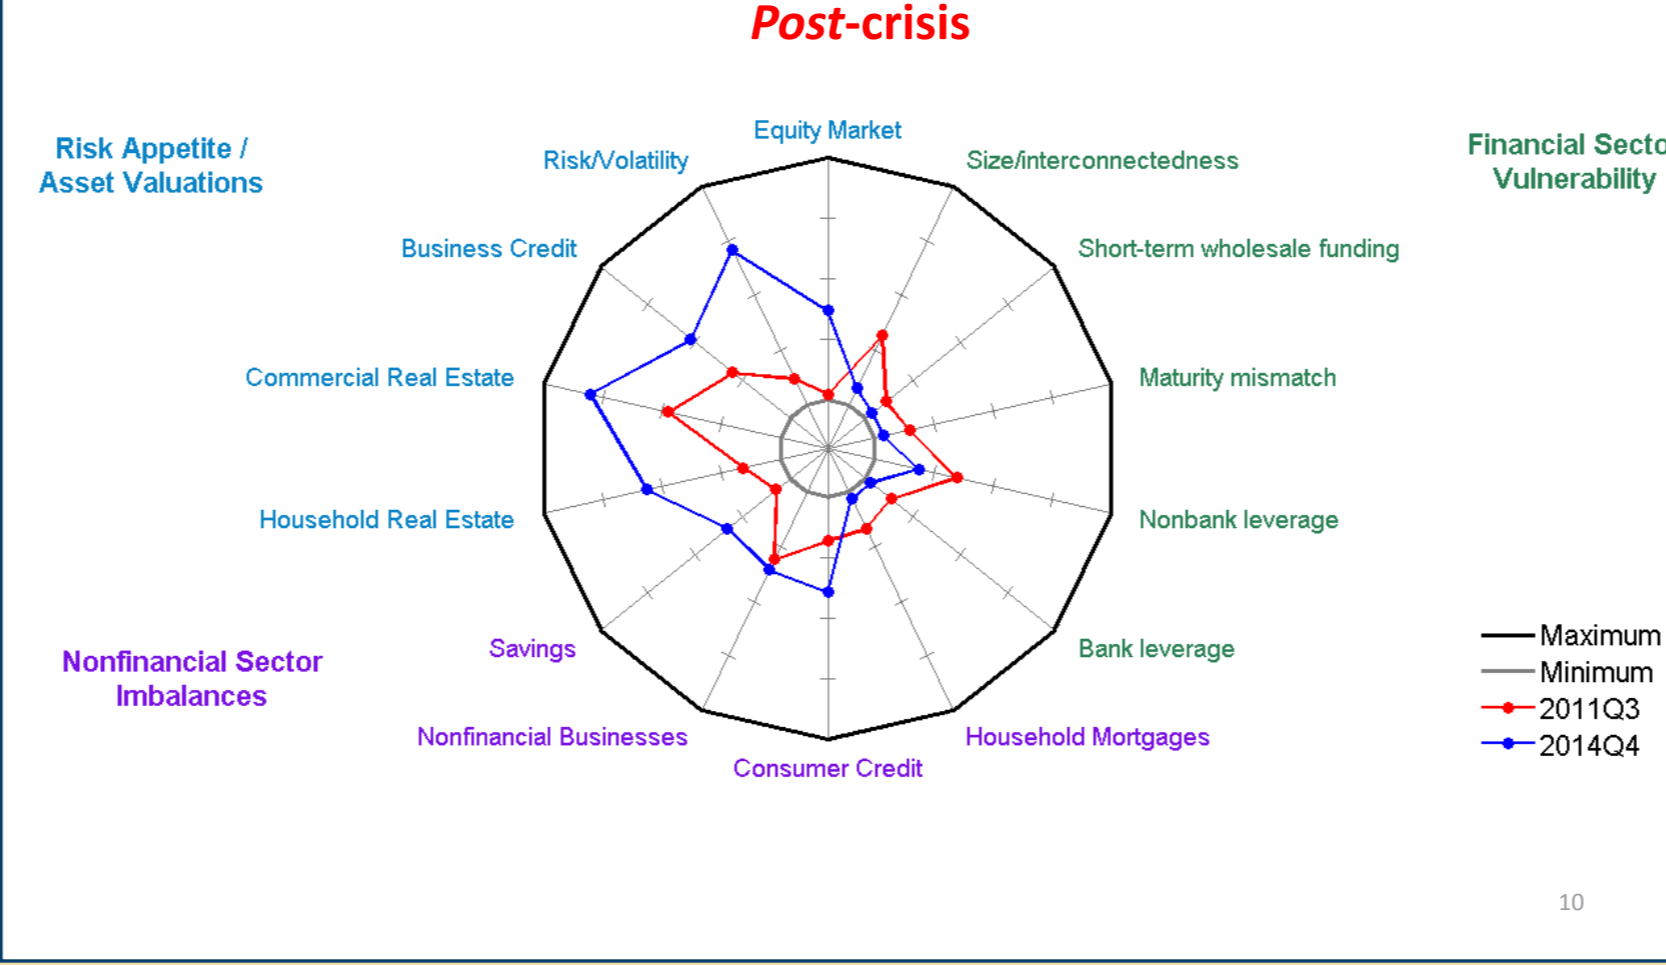 Post-crisis
Risk Appetite /
Asset Valuations
Equity Market
Risk/Volatility
Size/interconnectedness
Financial Secto
Vulnerability
Business Credit
Short-term wholesale funding
Commercial Real Estate
Maturity mismatch
Household Real Estate
Nonbank leverage
Savings
Bank leverage
Nonfinancial Sector
Imbalances
Nonfinancial Businesses
Household Mortgages
Consumer Credit
Maximum
Minimum
2011Q3
2014Q4
10